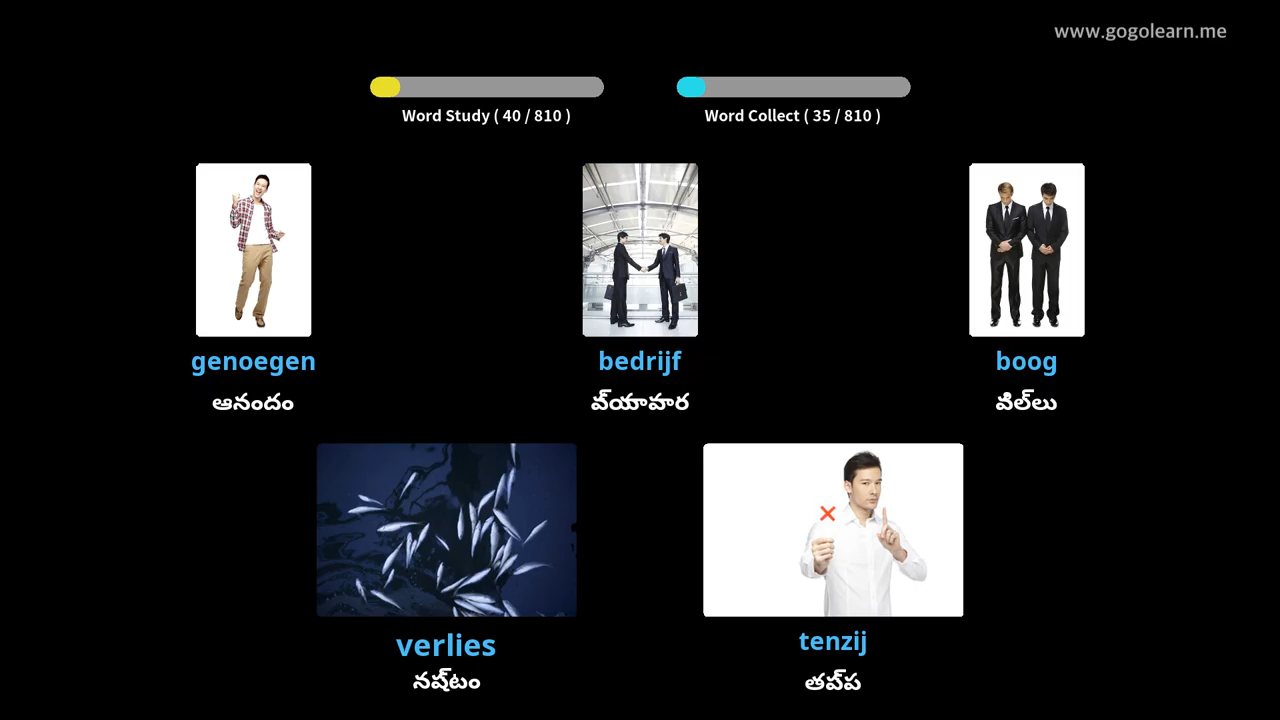 www.gogolearn.me
Word Study ( 40 / 810 )
Word Collect ( 35 / 810 )
genoegen
bedrijf
boog
ఆనందం
వ్యాపార
విల్లు
verlies
tenzij
నష్టం
తప్ప